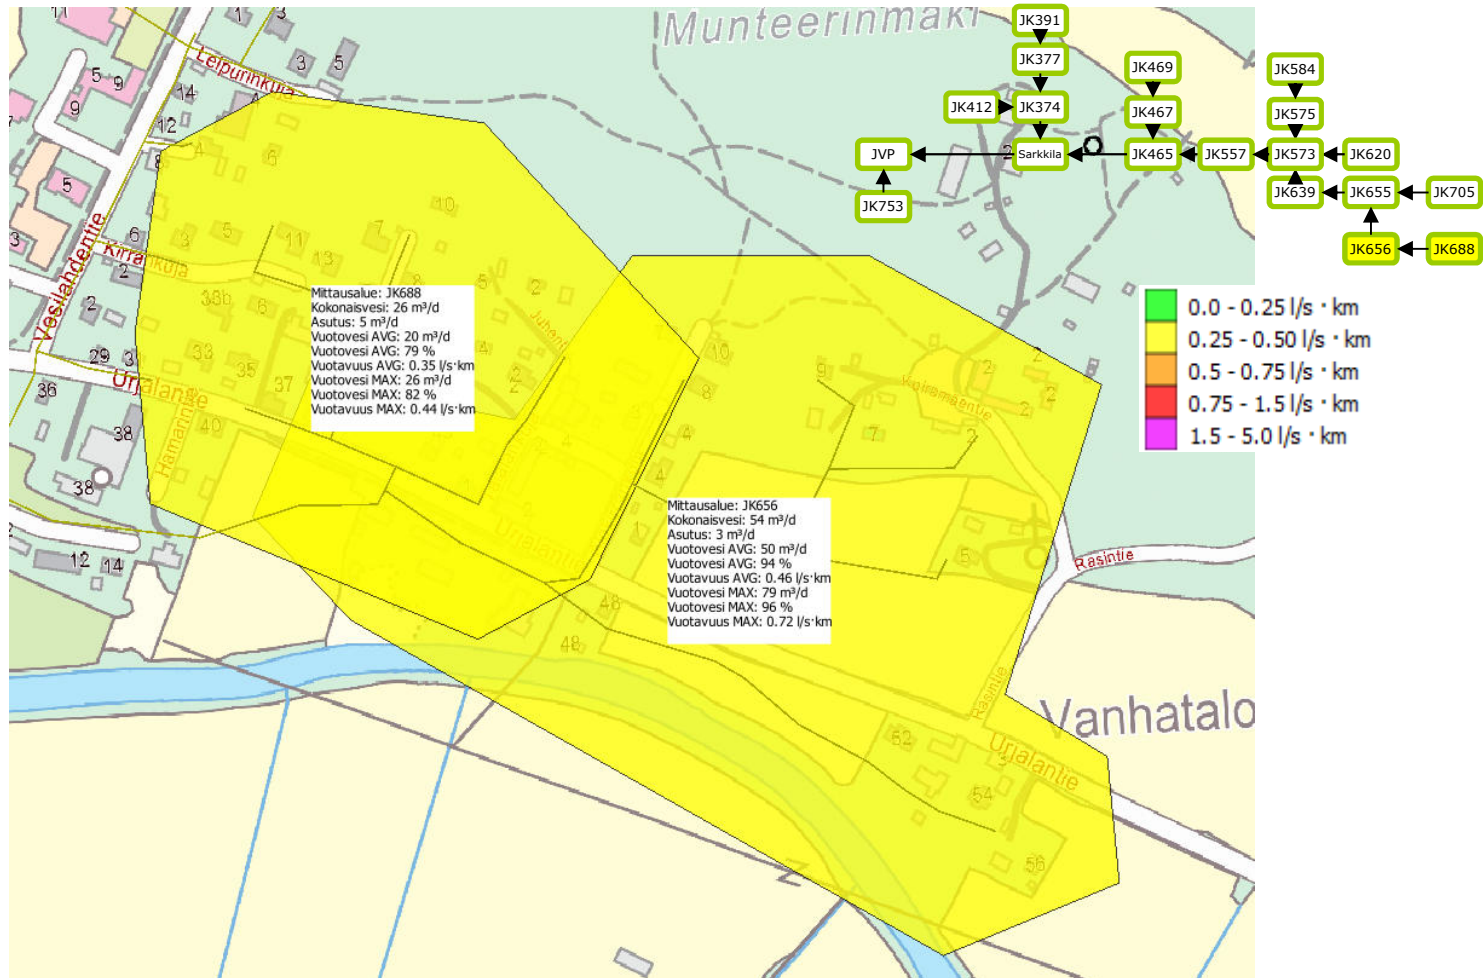 Munteerinmäki
JK391
JK377
JK412
JK374
JK469
JK467
JK584
JK575
JVP
Sarkkila
JK465
JK557
JK573
JK620
JK753
JK639
JK655
JK705
JK656
JK688
0.0 - 0.25 l/s · km
0.25 - 0.50 l/s · km
0.5 - 0.75 l/s · km
0.75 - 1.5 l/s · km
1.5 - 5.0 l/s · km
Leipurinkuja
Vesilahdentie
Kirrankuja
Urjalantie
Hämäntie
Mittausalue: JK688
Kokonaisvesi: 26 m³/d
Asutus: 5 m³/d
Vuotovesi AVG: 20 m³/d
Vuotovesi AVG: 79 %
Vuotavuus AVG: 0.35 l/s·km
Vuotovesi MAX: 26 m³/d
Vuotovesi MAX: 82 %
Vuotavuus MAX: 0.44 l/s·km
Mittausalue: JK656
Kokonaisvesi: 54 m³/d
Asutus: 3 m³/d
Vuotovesi AVG: 50 m³/d
Vuotovesi AVG: 94 %
Vuotavuus AVG: 0.46 l/s·km
Vuotovesi MAX: 79 m³/d
Vuotovesi MAX: 96 %
Vuotavuus MAX: 0.72 l/s·km
Urjalantie
Rasintie
Rasintie
Vanhatalo
Urjalantie